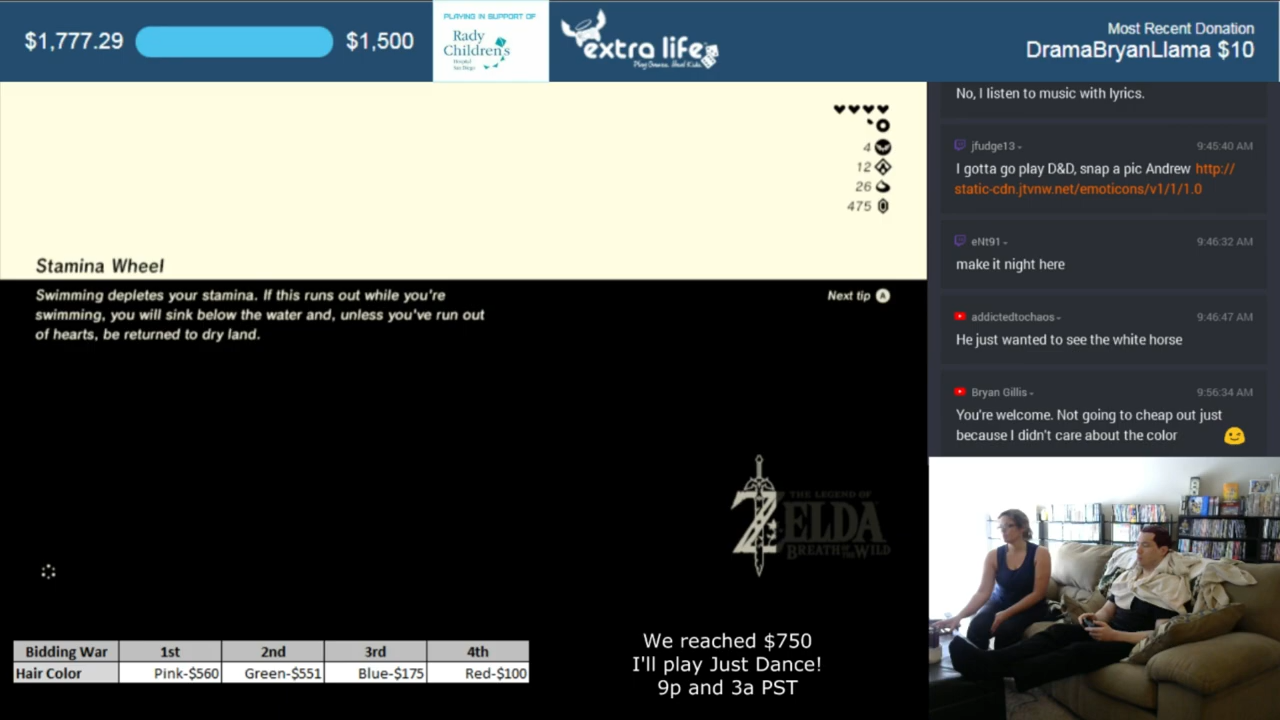 $1,777.29
$1,500
PLAYING IN SUPPORT OF
Rady
Children's
Hospital
San Diego
extra life
Play Games. Heal Kids.
Most Recent Donation
DramaBryanLlama $10
4
12
26
475
Stamina Wheel
Swimming depletes your stamina. If this runs out while you're
swimming, you will sink below the water and, unless you've run out
of hearts, be returned to dry land.
Next tip A
THE LEGEND OF
ZELDA
BREATH OF THE WILD
Bidding War 1st 2nd 3rd 4th
Hair Color Pink-$560 Green-$551 Blue-$175 Red-$100
We reached $750
I'll play Just Dance!
9p and 3a PST
No, I listen to music with lyrics.
jfudge13 9:45:40 AM
I gotta go play D&D, snap a pic Andrew http://
static-cdn.jtvnw.net/emoticons/v1/1/1.0
eNt91 9:46:32 AM
make it night here
addictedtochaos 9:46:47 AM
He just wanted to see the white horse
Bryan Gillis 9:56:34 AM
You're welcome. Not going to cheap out just
because I didn't care about the color